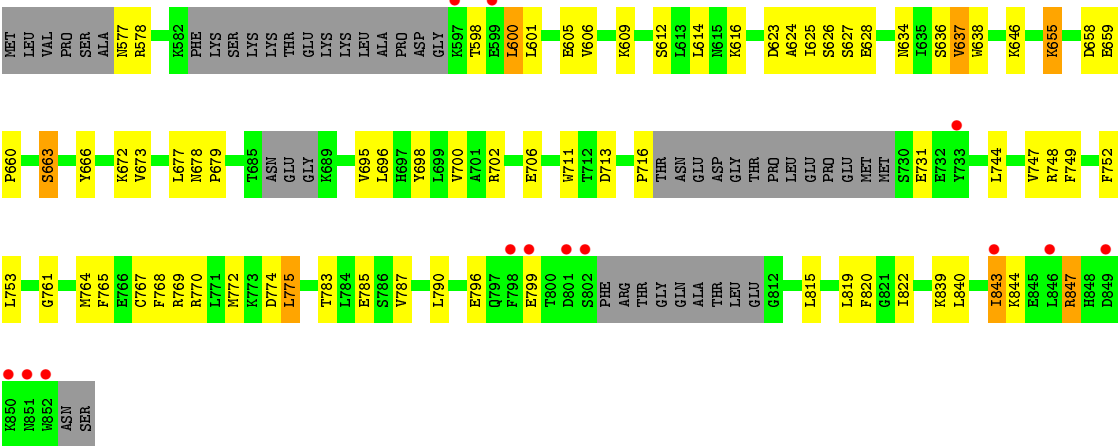 MET LEU VAL PRO SER ALA N577 R578 K582 PHE LYS SER LYS LYS THR GLU LYS LYS LEU ALA PRO ASP GLY K597 T598 E599 L600 L601 E605 V606 K609 S612 L613 L614 N615 K616 D623 A624 I625 S626 S627 E628 N634 I635 S636 V637 W638 K646 K655 D658 E659
P660 S663 Y666 K672 V673 L677 N678 P679 T685 ASN GLU GLY K689 V695 L696 H697 Y698 L699 V700 A701 R702 E706 W711 T712 D713 P716 THR ASN GLU ASP GLY THR PRO LEU GLU PRO GLU MET MET S730 E731 E732 Y733 L744 V747 R748 F749 F752
L753 G761 M764 F765 E766 C767 F768 R769 R770 L771 M772 K773 D774 L775 T783 L784 E785 S786 V787 L790 E796 Q797 F798 E799 T800 D801 S802 PHE ARG THR GLY GLN ALA THR LEU GLU G812 L815 L819 F820 G821 I822 K839 L840 I843 K844 E845 L846 R847 H848 D849
K850 N851 W852 ASN SER